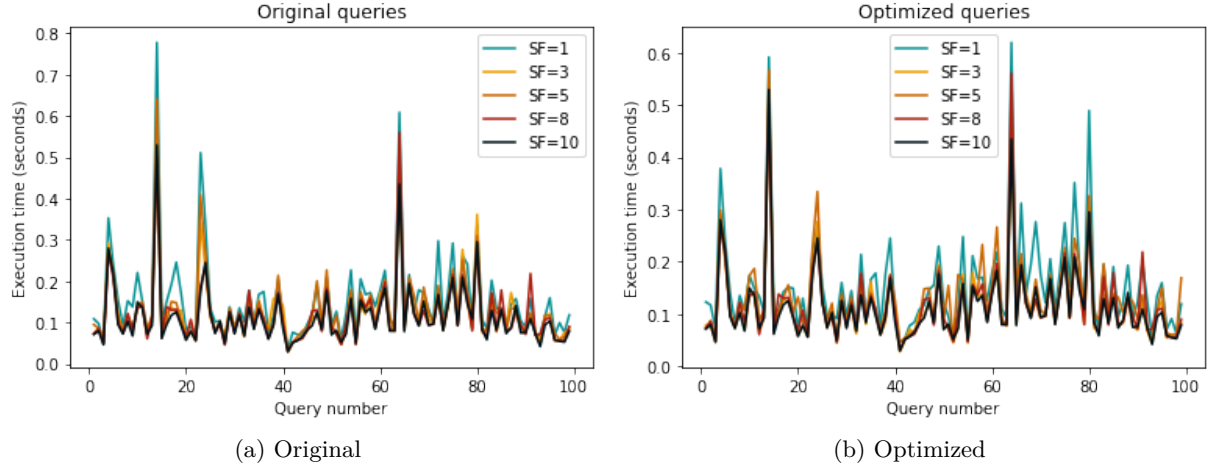 Original queries
Execution time (seconds)
0.8
0.7
0.6
0.5
0.4
0.3
0.2
0.1
0.0
SF=1
SF=3
SF=5
SF=8
SF=10
0 20 40 60 80 100
Query number
(a) Original
Optimized queries
Execution time (seconds)
0.6
0.5
0.4
0.3
0.2
0.1
0.0
SF=1
SF=3
SF=5
SF=8
SF=10
0 20 40 60 80 100
Query number
(b) Optimized